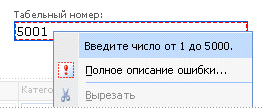 Табельный номер:
5001
Введите число от 1 до 5000.
Полное описание ошибки...
Катего
Вырезать